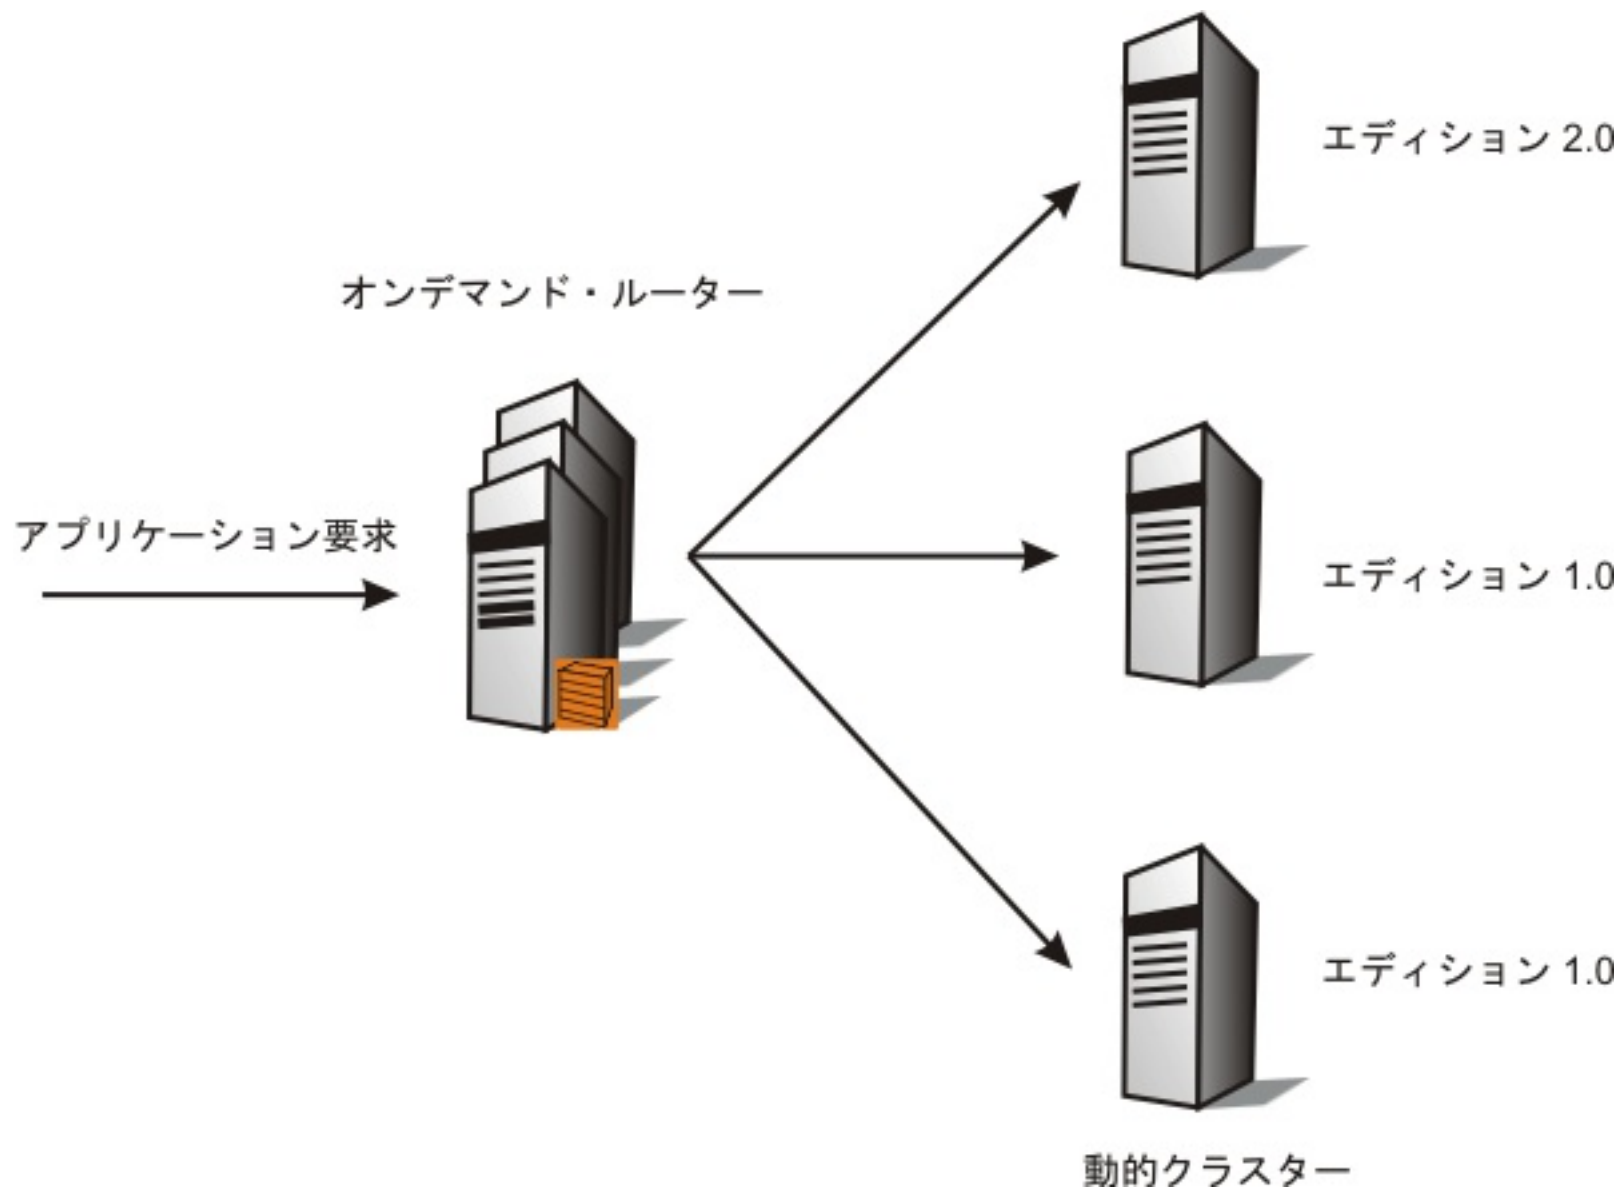 エディション 2.0
オンデマンド・ルーター
アプリケーション要求
エディション 1.0
エディション 1.0
動的クラスター